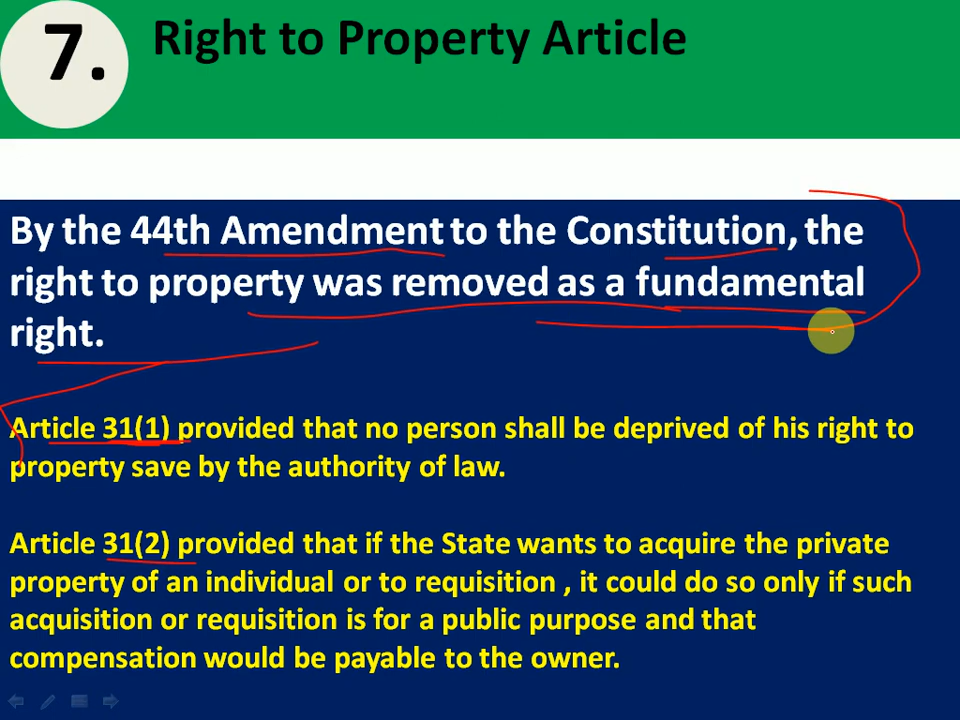 7.
Right to Property Article
By the 44th Amendment to the Constitution, the
right to property was removed as a fundamental
right.
Article 31(1) provided that no person shall be deprived of his right to
property save by the authority of law.
Article 31(2) provided that if the State wants to acquire the private
property of an individual or to requisition , it could do so only if such
acquisition or requisition is for a public purpose and that
compensation would be payable to the owner.